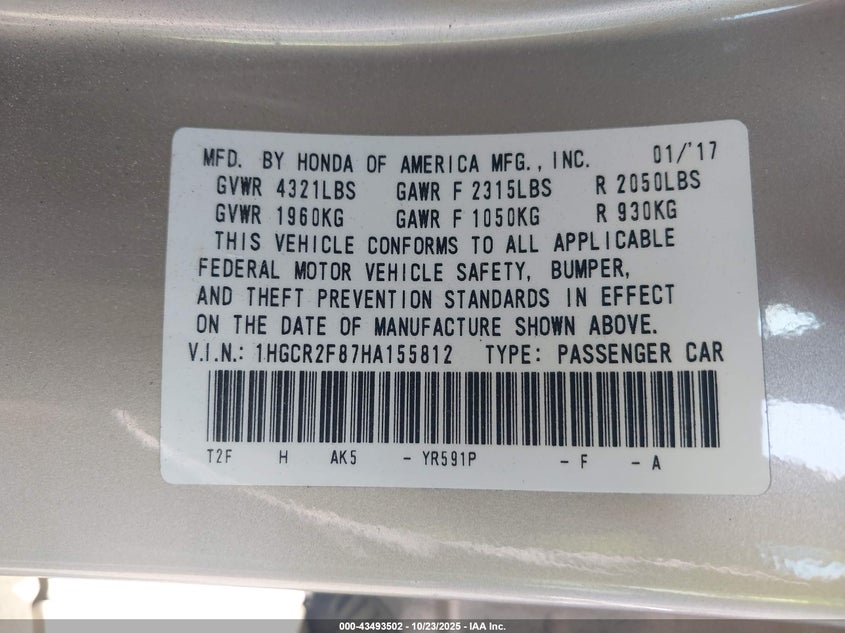 MFD. BY HONDA OF AMERICA MFG., INC. 01/'17
GVWR 4321LBS GAWR F 2315LBS R 2050LBS
GVWR 1960KG GAWR F 1050KG R 930KG
THIS VEHICLE CONFORMS TO ALL APPLICABLE
FEDERAL MOTOR VEHICLE SAFETY, BUMPER,
AND THEFT PREVENTION STANDARDS IN EFFECT
ON THE DATE OF MANUFACTURE SHOWN ABOVE.
V.I.N.: 1HGCR2F87HA155812 TYPE: PASSENGER CAR
T2F H AK5 - YR591P - F - A
000-43493502 - 10/23/2025 - IAA Inc.